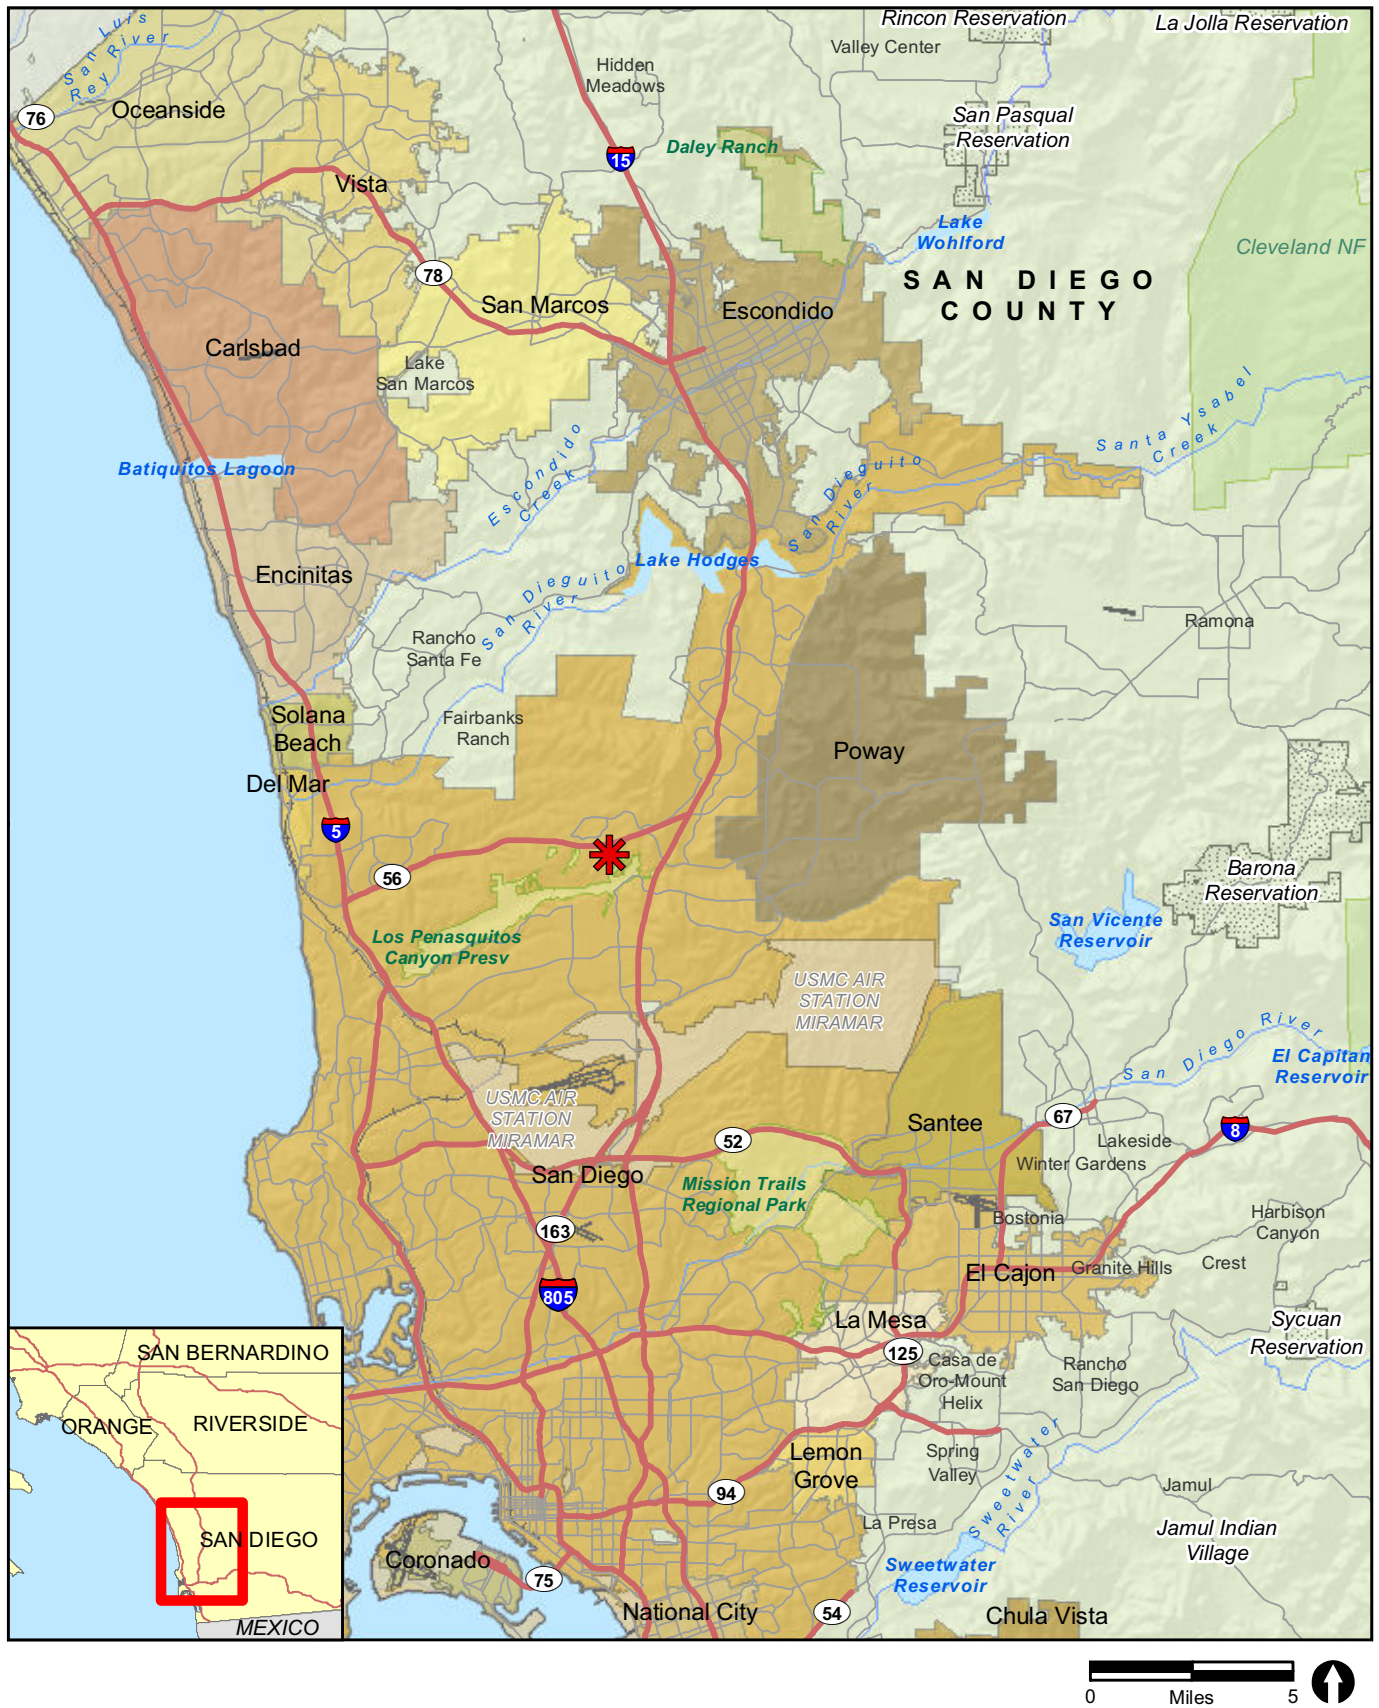 Rincon Reservation
La Jolla Reservation
San Luis
Rey River
Valley Center
Hidden
Meadows
Oceanside
76
San Pasqual
Reservation
Daley Ranch
15
Vista
Lake
Wohlford
Cleveland NF
78
SAN DIEGO
COUNTY
San Marcos
Escondido
Carlsbad
Lake
San Marcos
Santa Ysabel
Creek
Batiquitos Lagoon
Escondido
Creek
San Dieguito
River
Lake Hodges
Encinitas
San Dieguito
River
Ramona
Rancho
Santa Fe
Solana
Beach
Fairbanks
Ranch
Poway
Del Mar
5
56
Barona
Reservation
San Vicente
Reservoir
Los Penasquitos
Canyon Presv
USMC AIR
STATION
MIRAMAR
San Diego River
El Capitan
Reservoir
USMC AIR
STATION
MIRAMAR
Santee
67
8
52
Lakeside
Winter Gardens
San Diego
Mission Trails
Regional Park
163
Bostonia
Harbison
Canyon
El Cajon
Granite Hills
Crest
805
La Mesa
Sycuan
Reservation
125
Casa de
Oro-Mount
Helix
Rancho
San Diego
Lemon
Grove
Spring
Valley
Sweetwater
River
94
Jamul
La Presa
Jamul Indian
Village
Coronado
75
Sweetwater
Reservoir
National City
54
Chula Vista
SAN BERNARDINO
ORANGE
RIVERSIDE
SAN DIEGO
MEXICO
0 Miles 5